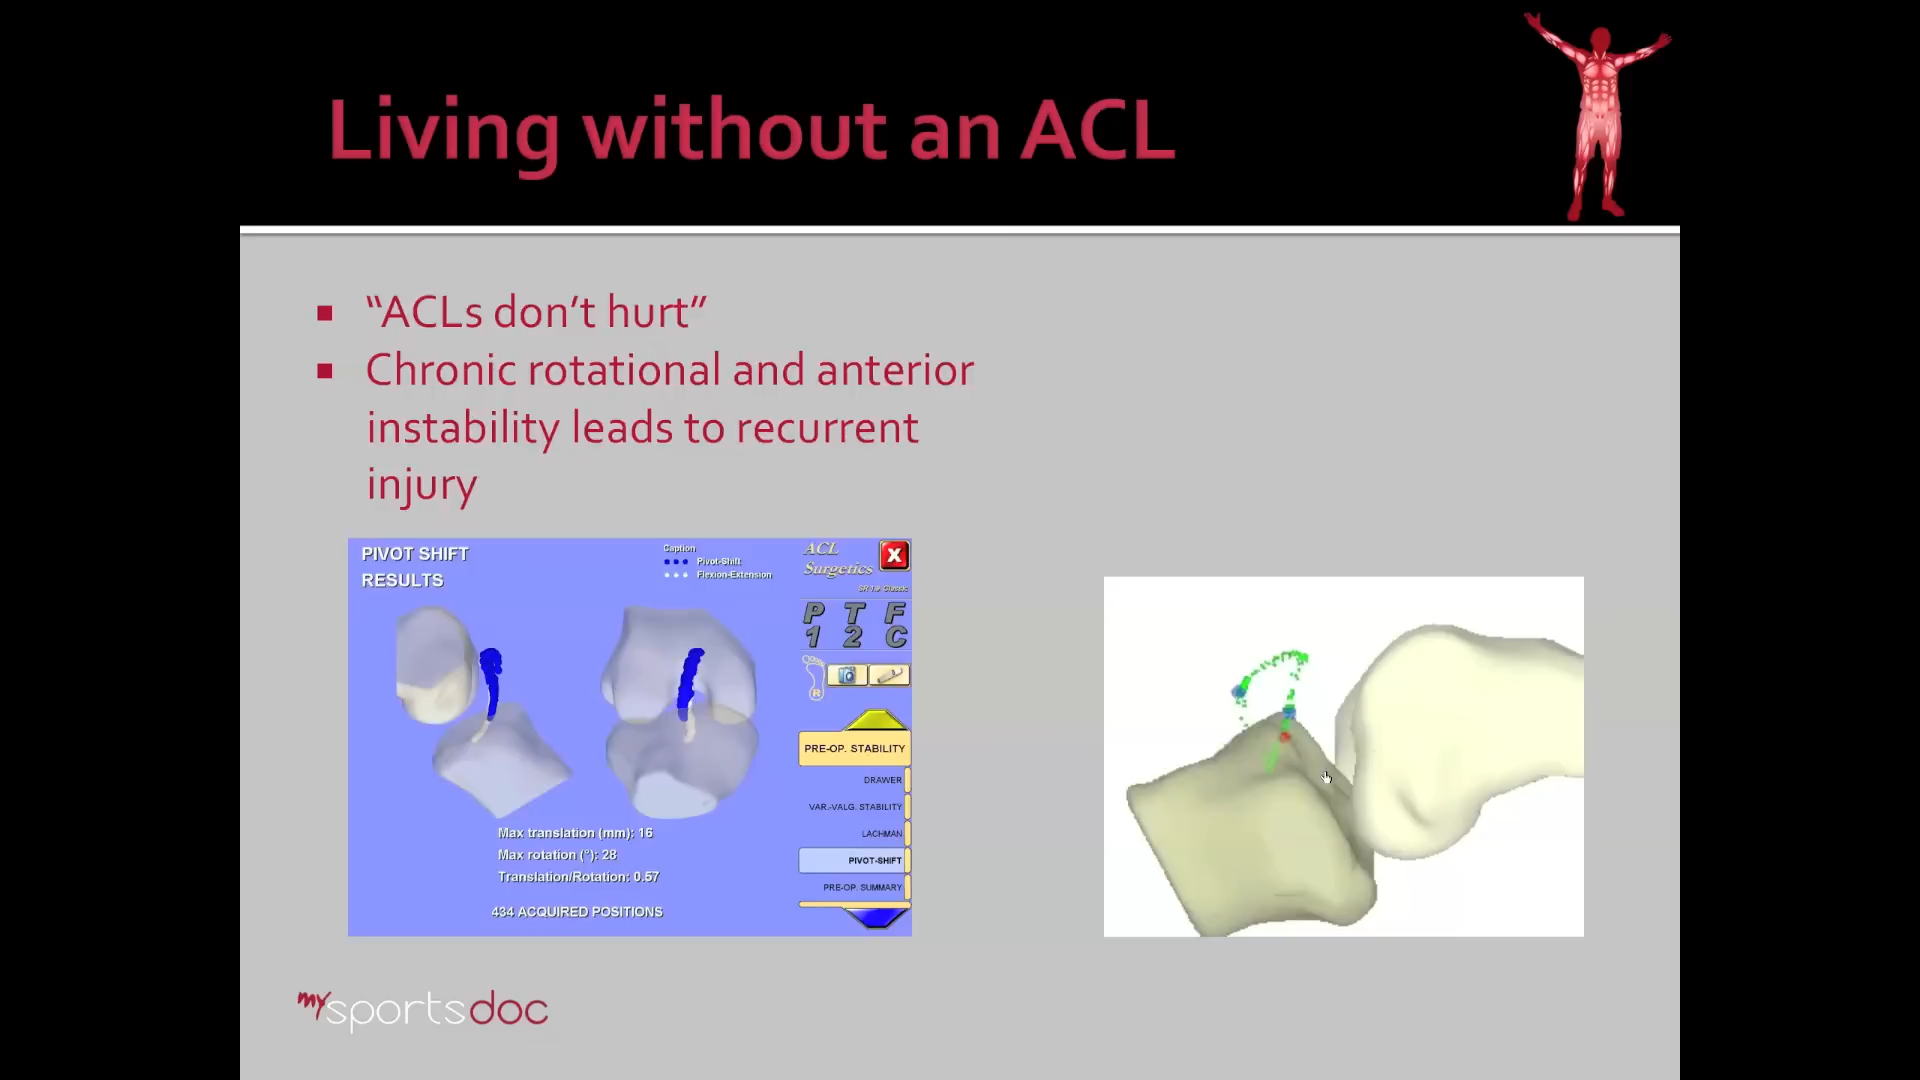 Living without an ACL
“ACLs don’t hurt”
Chronic rotational and anterior
instability leads to recurrent
injury
PIVOT SHIFT
RESULTS
Caption
Pivot-Shift
Flexion-Extension
ACL
Surgetics
X
P T F
1 2 C
R
PRE-OP. STABILITY
DRAWER
VAR.-VALG. STABILITY
LACHMAN
PIVOT-SHIFT
PRE-OP. SUMMARY
Max translation (mm): 16
Max rotation (°): 28
Translation/Rotation: 0.57
434 ACQUIRED POSITIONS
mysportsdoc